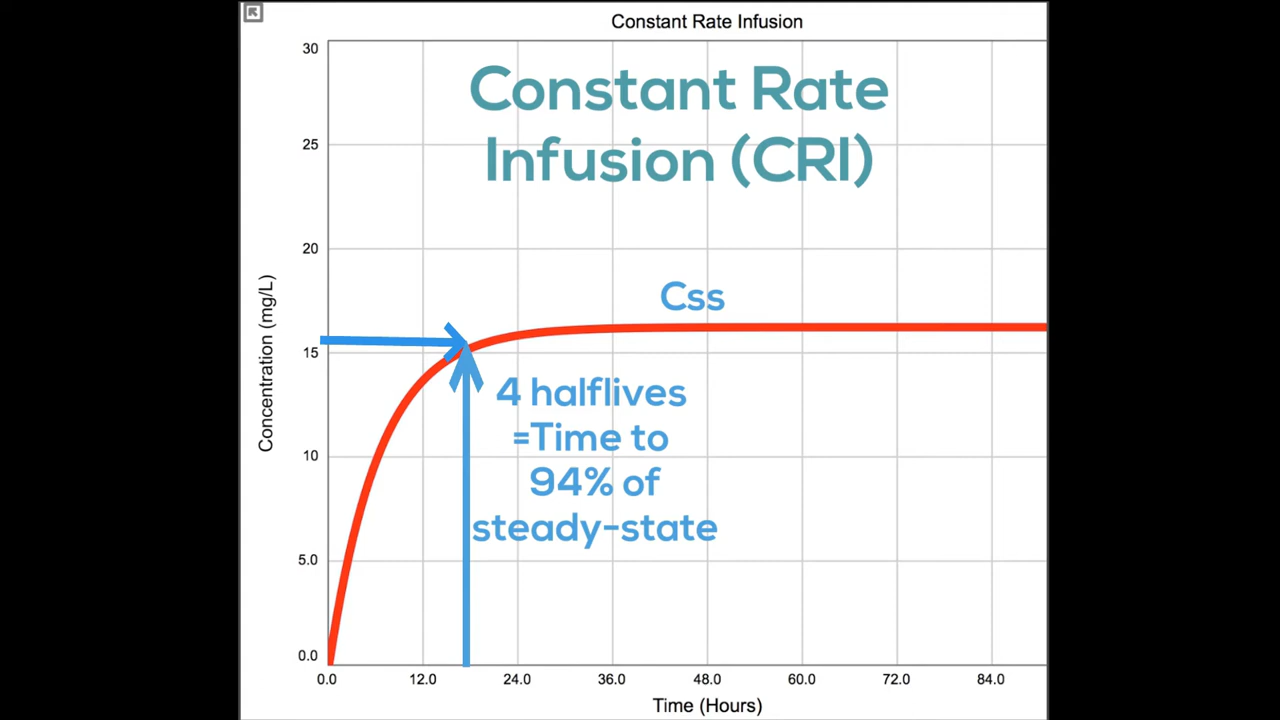 Constant Rate Infusion
Constant Rate
Infusion (CRI)
30
25
20
15
10
5.0
0.0
Concentration (mg/L)
Css
4 halflives
=Time to
94% of
steady-state
0.0 12.0 24.0 36.0 48.0 60.0 72.0 84.0
Time (Hours)